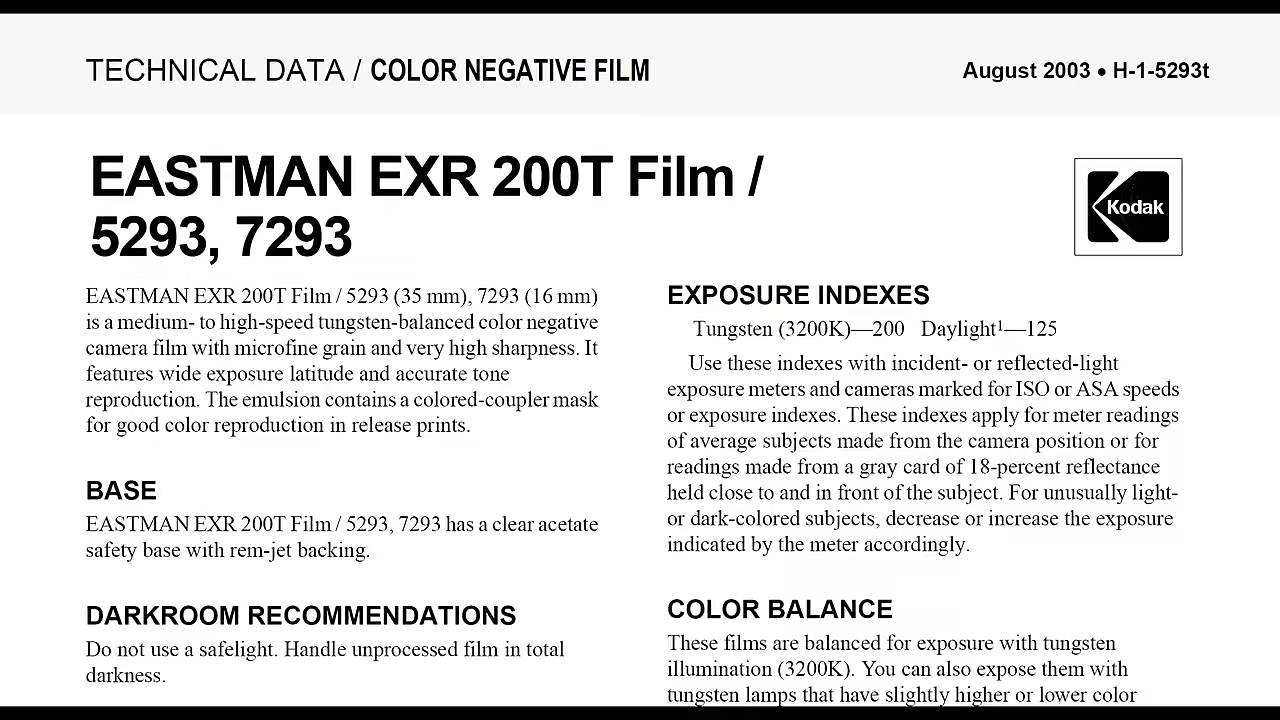 TECHNICAL DATA / COLOR NEGATIVE FILM
August 2003 • H-1-5293t
EASTMAN EXR 200T Film /
5293, 7293
Kodak
EASTMAN EXR 200T Film / 5293 (35 mm), 7293 (16 mm)
is a medium- to high-speed tungsten-balanced color negative
camera film with microfine grain and very high sharpness. It
features wide exposure latitude and accurate tone
reproduction. The emulsion contains a colored-coupler mask
for good color reproduction in release prints.
BASE
EASTMAN EXR 200T Film / 5293, 7293 has a clear acetate
safety base with rem-jet backing.
DARKROOM RECOMMENDATIONS
Do not use a safelight. Handle unprocessed film in total
darkness.
EXPOSURE INDEXES
Tungsten (3200K)—200 Daylight¹—125
Use these indexes with incident- or reflected-light
exposure meters and cameras marked for ISO or ASA speeds
or exposure indexes. These indexes apply for meter readings
of average subjects made from the camera position or for
readings made from a gray card of 18-percent reflectance
held close to and in front of the subject. For unusually light-
or dark-colored subjects, decrease or increase the exposure
indicated by the meter accordingly.
COLOR BALANCE
These films are balanced for exposure with tungsten
illumination (3200K). You can also expose them with
tungsten lamps that have slightly higher or lower color